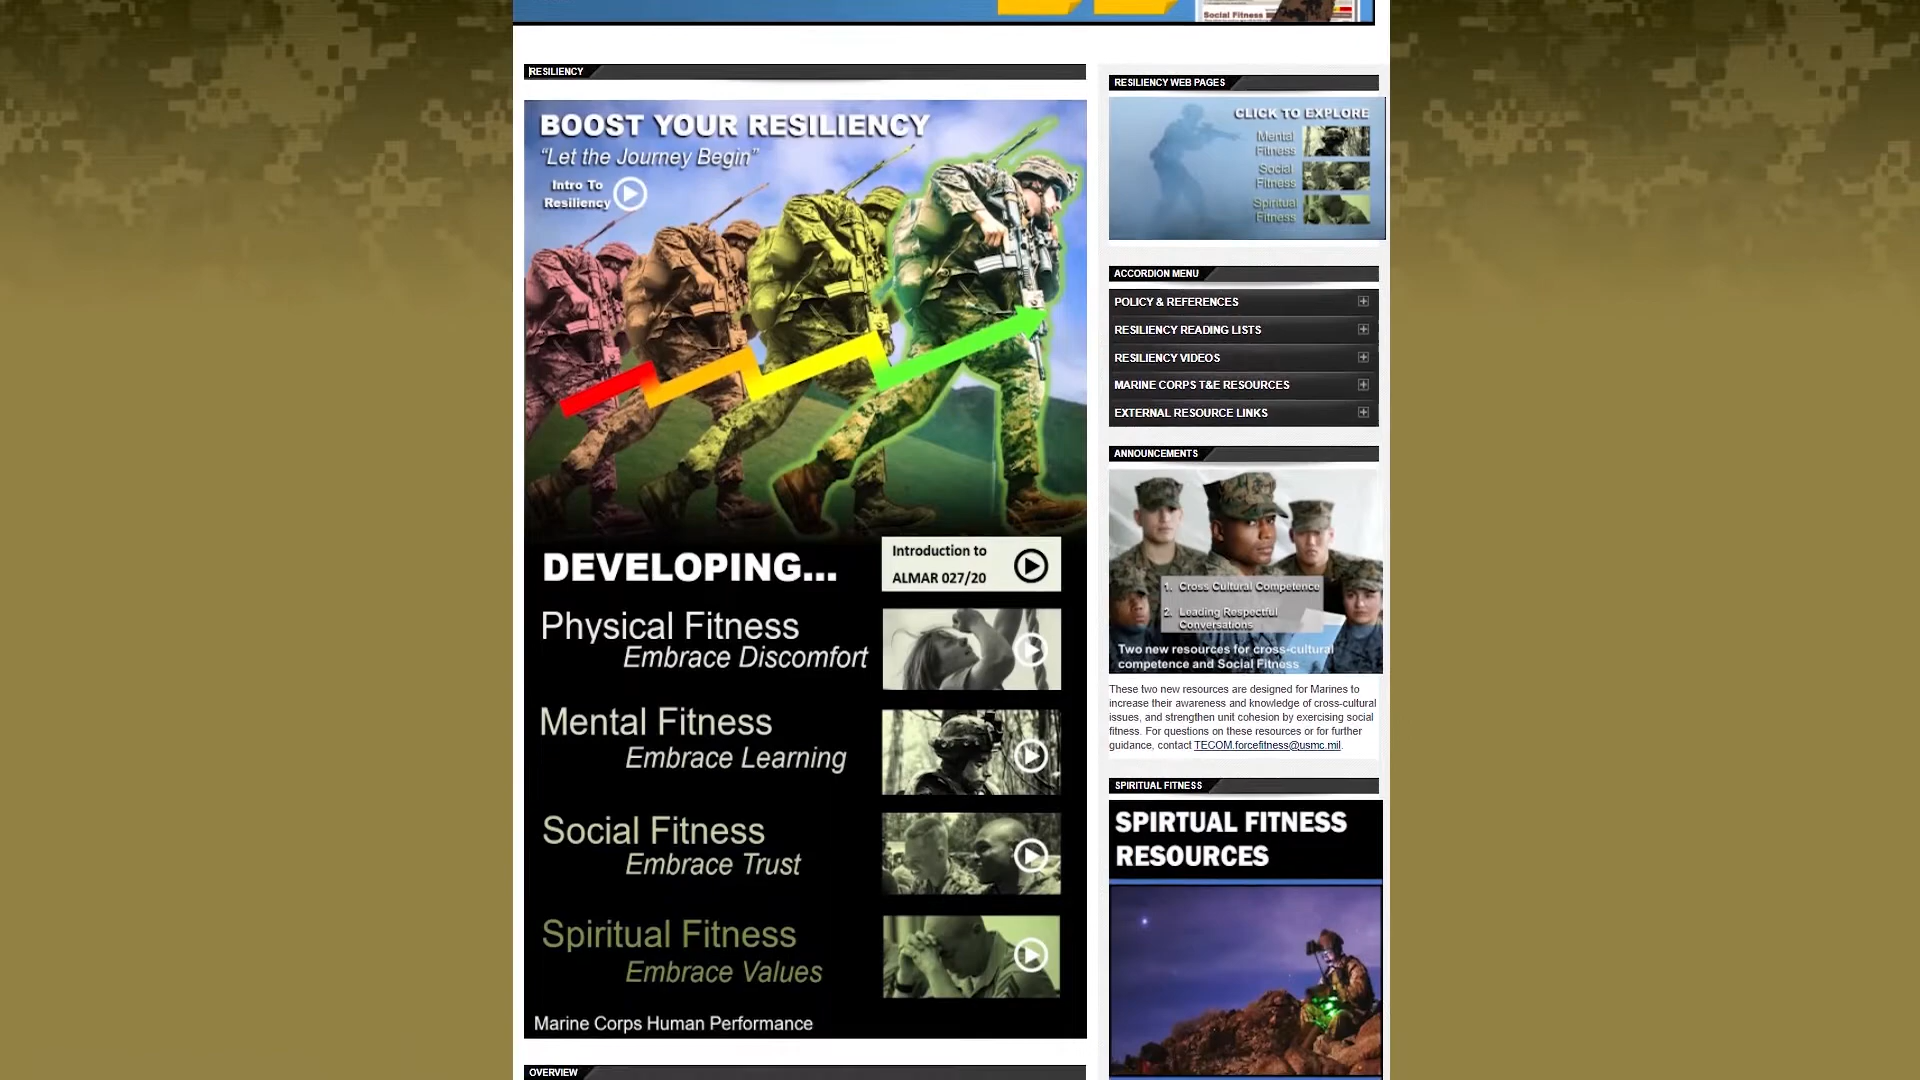 Social Fitness
RESILIENCY
BOOST YOUR RESILIENCY
"Let the Journey Begin"
Intro To
Resiliency
DEVELOPING...
Introduction to
ALMAR 027/20
Physical Fitness
Embrace Discomfort
Mental Fitness
Embrace Learning
Social Fitness
Embrace Trust
Spiritual Fitness
Embrace Values
Marine Corps Human Performance
OVERVIEW
RESILIENCY WEB PAGES
CLICK TO EXPLORE
Mental
Fitness
Social
Fitness
Spiritual
Fitness
ACCORDION MENU
POLICY & REFERENCES
RESILIENCY READING LISTS
RESILIENCY VIDEOS
MARINE CORPS T&E RESOURCES
EXTERNAL RESOURCE LINKS
ANNOUNCEMENTS
1. Cross Cultural Competence
2. Leading Respectful
Conversations
Two new resources for cross-cultural
competence and Social Fitness
These two new resources are designed for Marines to
increase their awareness and knowledge of cross-cultural
issues, and strengthen unit cohesion by exercising social
fitness. For questions on these resources or for further
guidance, contact TECOM.forcefitness@usmc.mil.
SPIRITUAL FITNESS
SPIRTUAL FITNESS
RESOURCES